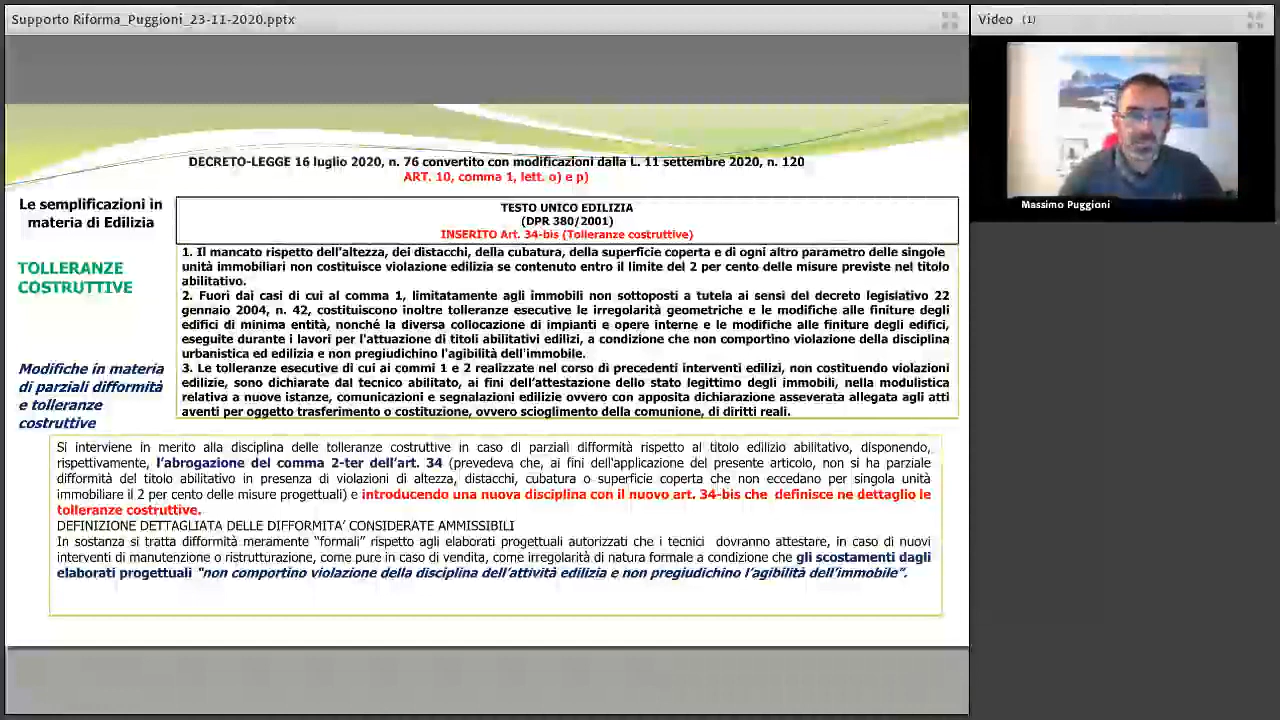 Supporto Riforma_Puggioni_23-11-2020.pptx
Video (1)
Massimo Puggioni
DECRETO-LEGGE 16 luglio 2020, n. 76 convertito con modificazioni dalla L. 11 settembre 2020, n. 120
ART. 10, comma 1, lett. o) e p)
Le semplificazioni in
materia di Edilizia
TOLLERANZE
COSTRUTTIVE
Modifiche in materia
di parziali difformità
e tolleranze
costruttive
TESTO UNICO EDILIZIA
(DPR 380/2001)
INSERITO Art. 34-bis (Tolleranze costruttive)
1. Il mancato rispetto dell'altezza, dei distacchi, della cubatura, della superficie coperta e di ogni altro parametro delle singole
unità immobiliari non costituisce violazione edilizia se contenuto entro il limite del 2 per cento delle misure previste nel titolo
abilitativo.
2. Fuori dai casi di cui al comma 1, limitatamente agli immobili non sottoposti a tutela ai sensi del decreto legislativo 22
gennaio 2004, n. 42, costituiscono inoltre tolleranze esecutive le irregolarità geometriche e le modifiche alle finiture degli
edifici di minima entità, nonché la diversa collocazione di impianti e opere interne e le modifiche alle finiture degli edifici,
eseguite durante i lavori per l'attuazione di titoli abilitativi edilizi, a condizione che non comportino violazione della disciplina
urbanistica ed edilizia e non pregiudichino l'agibilità dell'immobile.
3. Le tolleranze esecutive di cui ai commi 1 e 2 realizzate nel corso di precedenti interventi edilizi, non costituendo violazioni
edilizie, sono dichiarate dal tecnico abilitato, ai fini dell'attestazione dello stato legittimo degli immobili, nella modulistica
relativa a nuove istanze, comunicazioni e segnalazioni edilizie ovvero con apposita dichiarazione asseverata allegata agli atti
aventi per oggetto trasferimento o costituzione, ovvero scioglimento della comunione, di diritti reali.
Si interviene in merito alla disciplina delle tolleranze costruttive in caso di parziali difformità rispetto al titolo edilizio abilitativo, disponendo,
rispettivamente, l'abrogazione del comma 2-ter dell'art. 34 (prevedeva che, ai fini dell'applicazione del presente articolo, non si ha parziale
difformità del titolo abilitativo in presenza di violazioni di altezza, distacchi, cubatura o superficie coperta che non eccedano per singola unità
immobiliare il 2 per cento delle misure progettuali) e introducendo una nuova disciplina con il nuovo art. 34-bis che definisce ne dettaglio le
tolleranze costruttive.
DEFINIZIONE DETTAGLIATA DELLE DIFFORMITA' CONSIDERATE AMMISSIBILI
In sostanza si tratta difformità meramente "formali" rispetto agli elaborati progettuali autorizzati che i tecnici dovranno attestare, in caso di nuovi
interventi di manutenzione o ristrutturazione, come pure in caso di vendita, come irregolarità di natura formale a condizione che gli scostamenti dagli
elaborati progettuali "non comportino violazione della disciplina dell'attività edilizia e non pregiudichino l'agibilità dell'immobile".